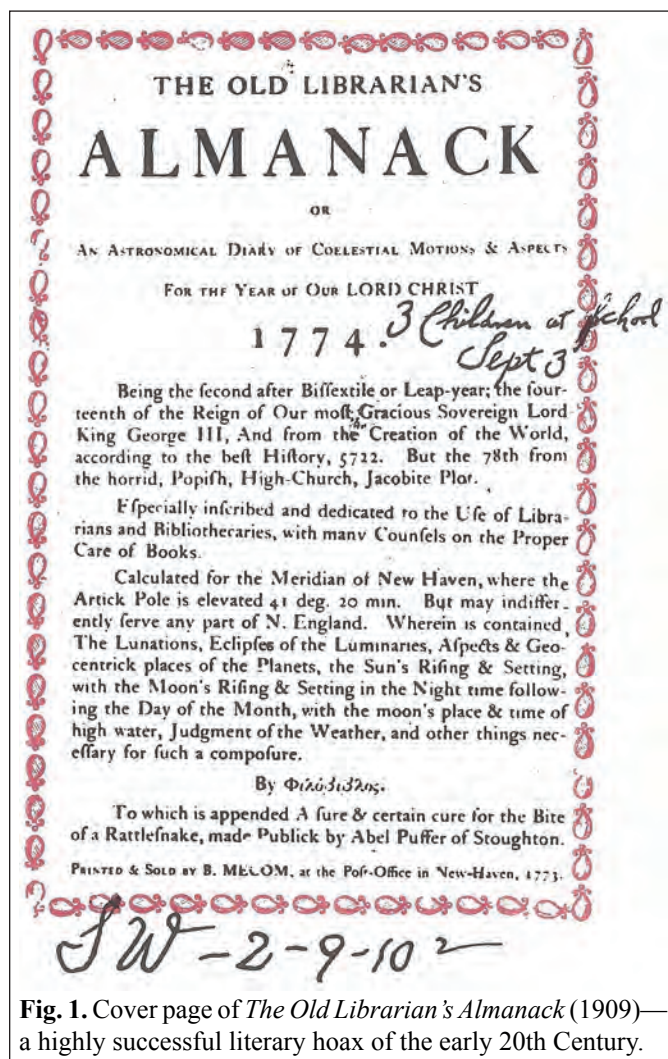 THE OLD LIBRARIAN'S
ALMANACK
OR
AN ASTRONOMICAL DIARY OF COELESTIAL MOTIONS & ASPECTS
FOR THE YEAR OF OUR LORD CHRIST
1774.
3 Children at School
Sept 3
Being the ſecond after Biſſextile or Leap-year; the four-
teenth of the Reign of Our moſt Gracious Sovereign Lord
King George III, And from the Creation of the World,
according to the beſt Hiſtory, 5722. But the 78th from
the horrid, Popiſh, High-Church, Jacobite Plot.
Eſpecially inſcribed and dedicated to the Uſe of Libra-
rians and Bibliothecaries, with many Counſels on the Proper
Care of Books.
Calculated for the Meridian of New Haven, where the
Artick Pole is elevated 41 deg. 20 min. But may indiffer-
ently ſerve any part of N. England. Wherein is contained
The Lunations, Eclipſes of the Luminaries, Aſpects & Geo-
centrick places of the Planets, the Sun's Riſing & Setting,
with the Moon's Riſing & Setting in the Night time follow-
ing the Day of the Month, with the moon's place & time of
high water, Judgment of the Weather, and other things nec-
eſſary for ſuch a compoſure.
By Φιλόβιβλος.
To which is appended A ſure & certain cure for the Bite
of a Rattleſnake, made Publick by Abel Puffer of Stoughton.
PRINTED & SOLD BY B. MECOM, at the Poſt-Office in New-Haven, 1773.
SW-2-9-10
Fig. 1. Cover page of The Old Librarian's Almanack (1909)—
a highly successful literary hoax of the early 20th Century.